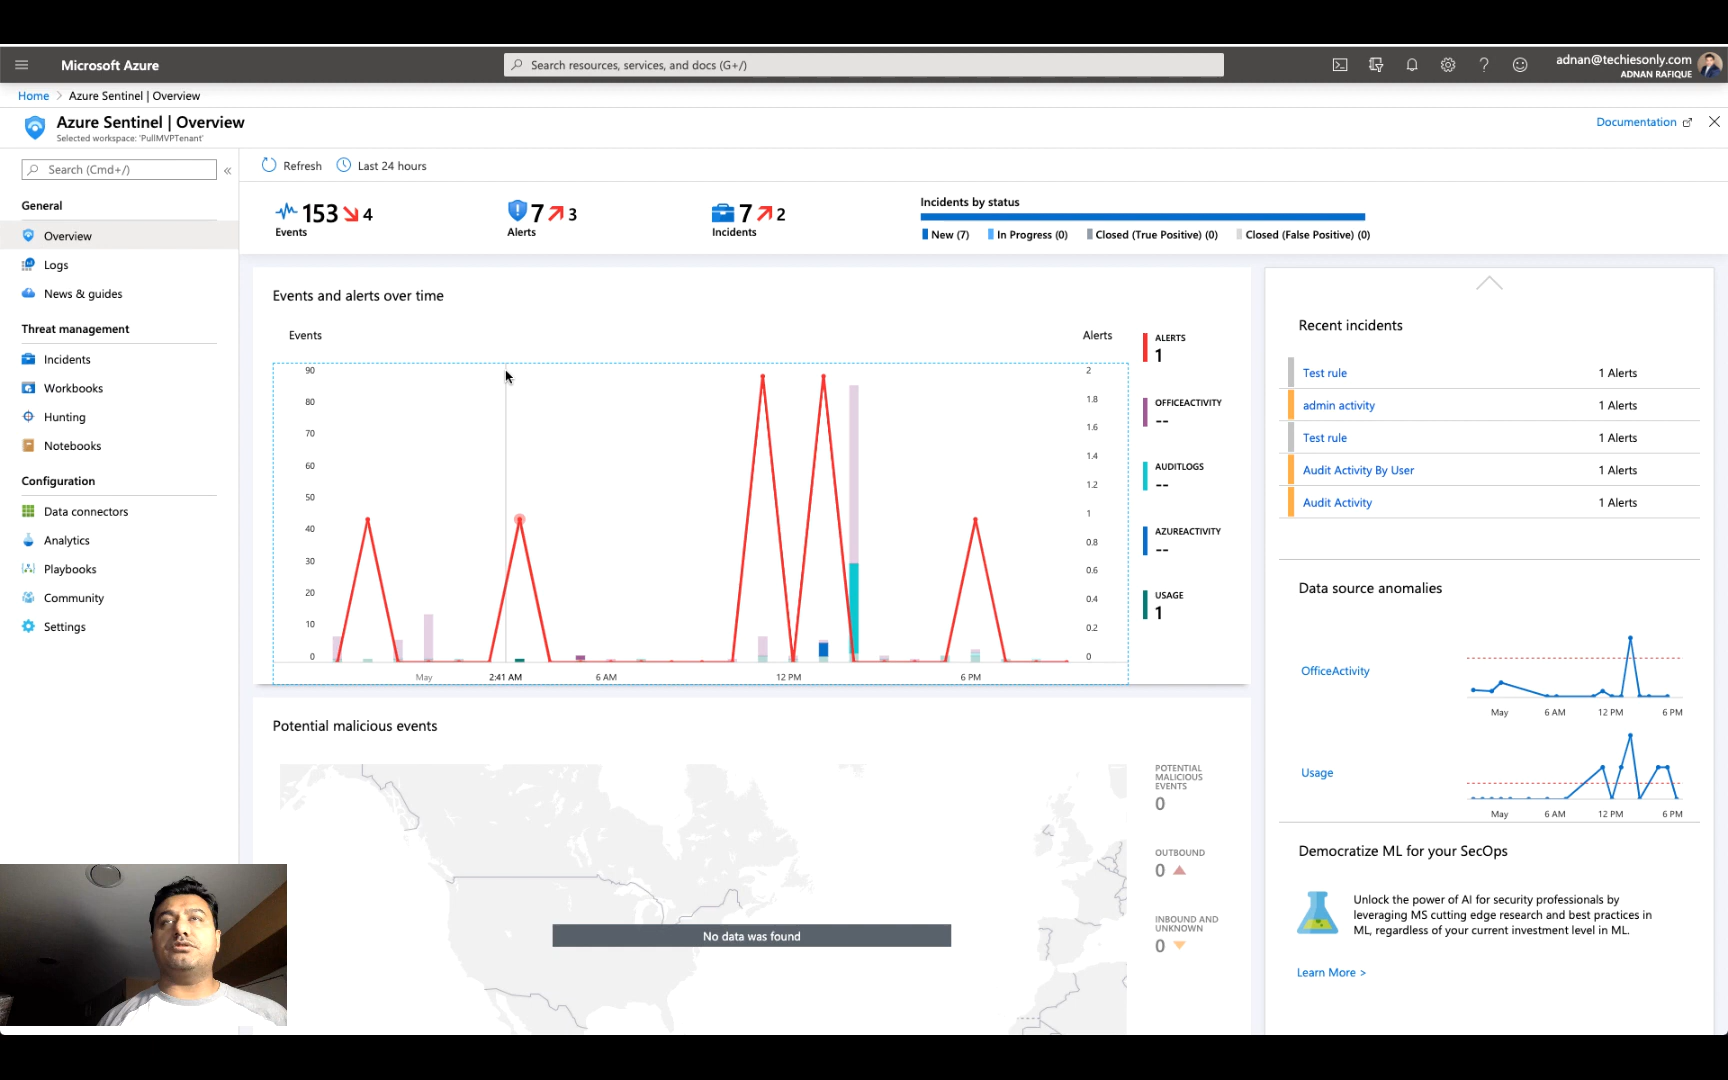 Microsoft Azure
Search resources, services, and docs (G+/)
adnan@techiesonly.com
ADNAN RAFIQUE
Home > Azure Sentinel | Overview
Azure Sentinel | Overview
Selected workspace: 'PullMVPTenant'
Documentation
Search (Cmd+/)
«
General
Overview
Logs
News & guides
Threat management
Incidents
Workbooks
Hunting
Notebooks
Configuration
Data connectors
Analytics
Playbooks
Community
Settings
Refresh
Last 24 hours
153 4
Events
7 3
Alerts
7 2
Incidents
Incidents by status
New (7)
In Progress (0)
Closed (True Positive) (0)
Closed (False Positive) (0)
Events and alerts over time
Events
Alerts
90
80
70
60
50
40
30
20
10
0
2
1.8
1.6
1.4
1.2
1
0.8
0.6
0.4
0.2
0
May
2:41 AM
6 AM
12 PM
6 PM
ALERTS
1
OFFICEACTIVITY
--
AUDITLOGS
--
AZUREACTIVITY
--
USAGE
1
Potential malicious events
No data was found
POTENTIAL
MALICIOUS
EVENTS
0
OUTBOUND
0
INBOUND AND
UNKNOWN
0
Recent incidents
Test rule 1 Alerts
admin activity 1 Alerts
Test rule 1 Alerts
Audit Activity By User 1 Alerts
Audit Activity 1 Alerts
Data source anomalies
OfficeActivity
May 6 AM 12 PM 6 PM
Usage
May 6 AM 12 PM 6 PM
Democratize ML for your SecOps
Unlock the power of AI for security professionals by
leveraging MS cutting edge research and best practices in
ML, regardless of your current investment level in ML.
Learn More >